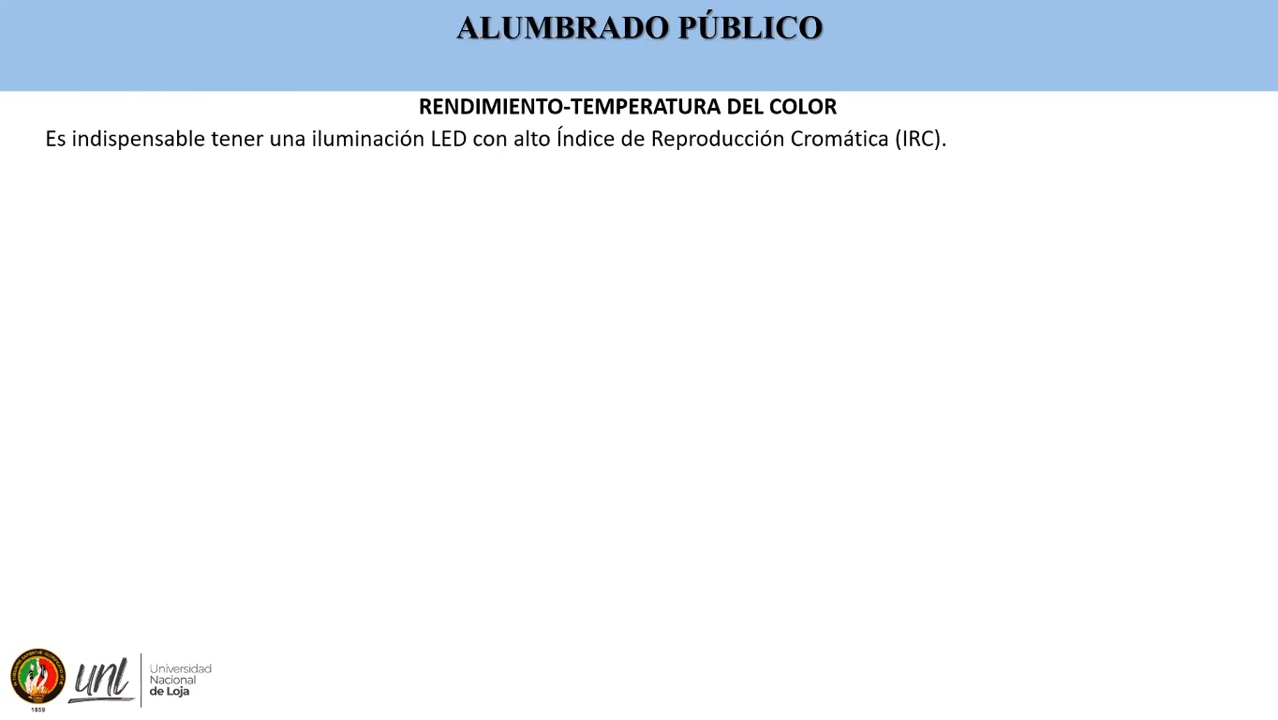 ALUMBRADO PÚBLICO
RENDIMIENTO-TEMPERATURA DEL COLOR
Es indispensable tener una iluminación LED con alto Índice de Reproducción Cromática (IRC).
unl
Universidad
Nacional
de Loja
1859